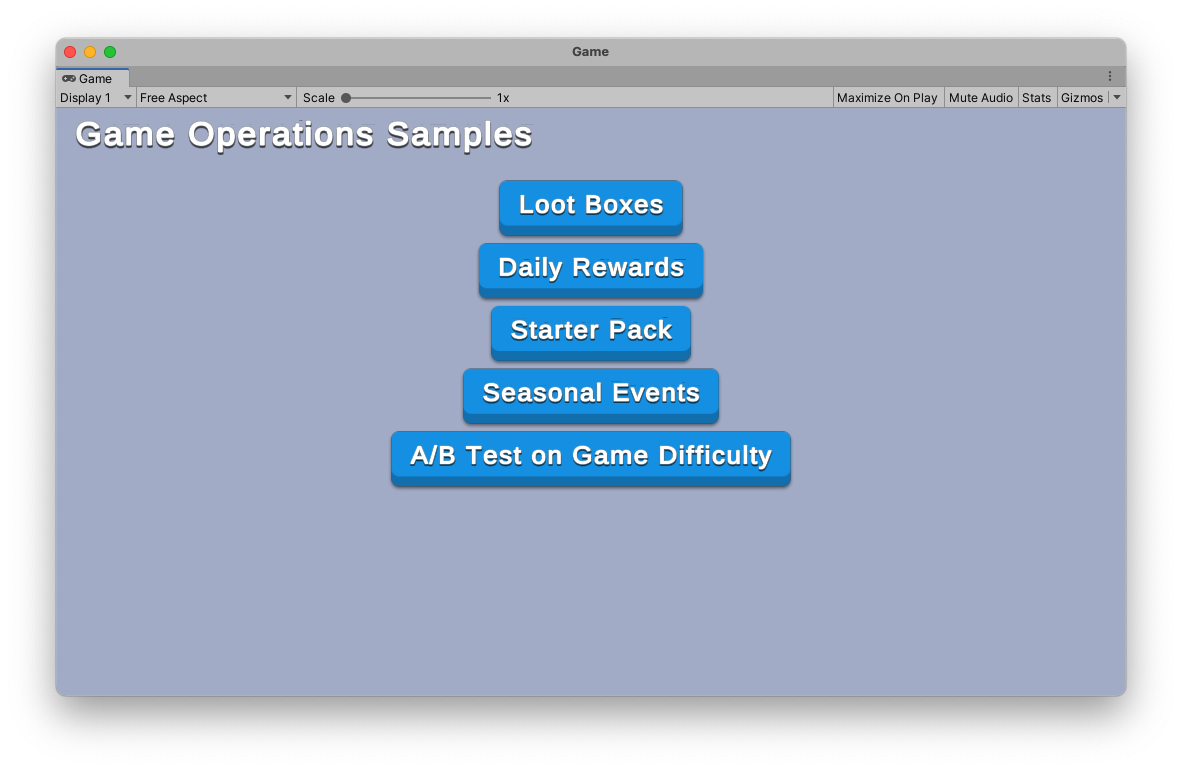 Game
Game
Display 1 Free Aspect Scale 1x Maximize On Play Mute Audio Stats Gizmos
Game Operations Samples
Loot Boxes
Daily Rewards
Starter Pack
Seasonal Events
A/B Test on Game Difficulty